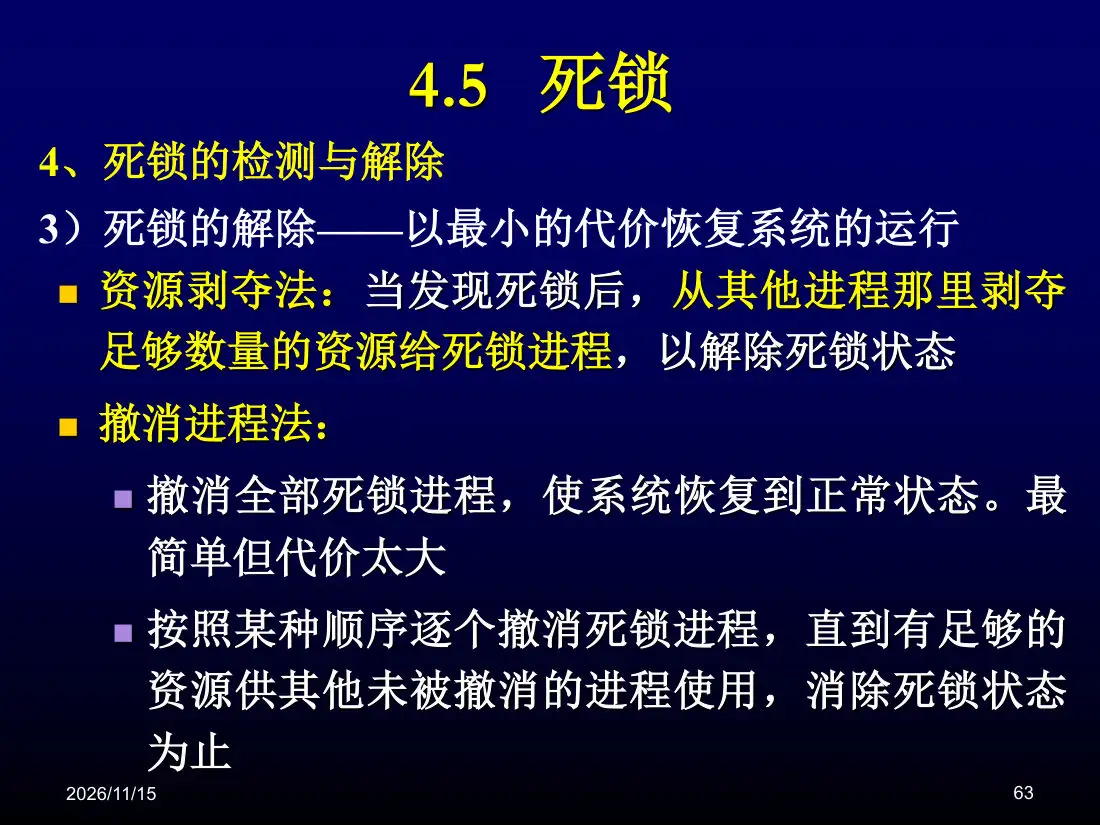 4.5 死锁
4、死锁的检测与解除
3）死锁的解除——以最小的代价恢复系统的运行
资源剥夺法：当发现死锁后，从其他进程那里剥夺
足够数量的资源给死锁进程，以解除死锁状态
撤消进程法：
撤消全部死锁进程，使系统恢复到正常状态。最
简单但代价太大
按照某种顺序逐个撤消死锁进程，直到有足够的
资源供其他未被撤消的进程使用，消除死锁状态
为止
2026/11/15
63